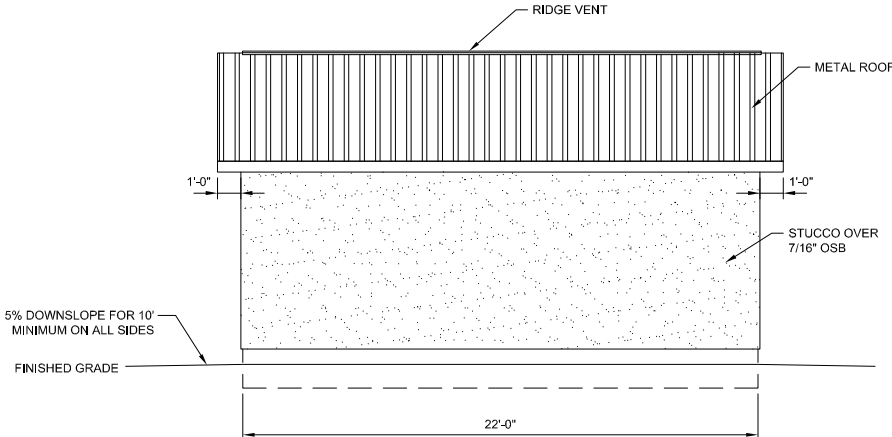 RIDGE VENT
METAL ROOF
1'-0"
1'-0"
STUCCO OVER
7/16" OSB
5% DOWNSLOPE FOR 10'
MINIMUM ON ALL SIDES
FINISHED GRADE
22'-0"